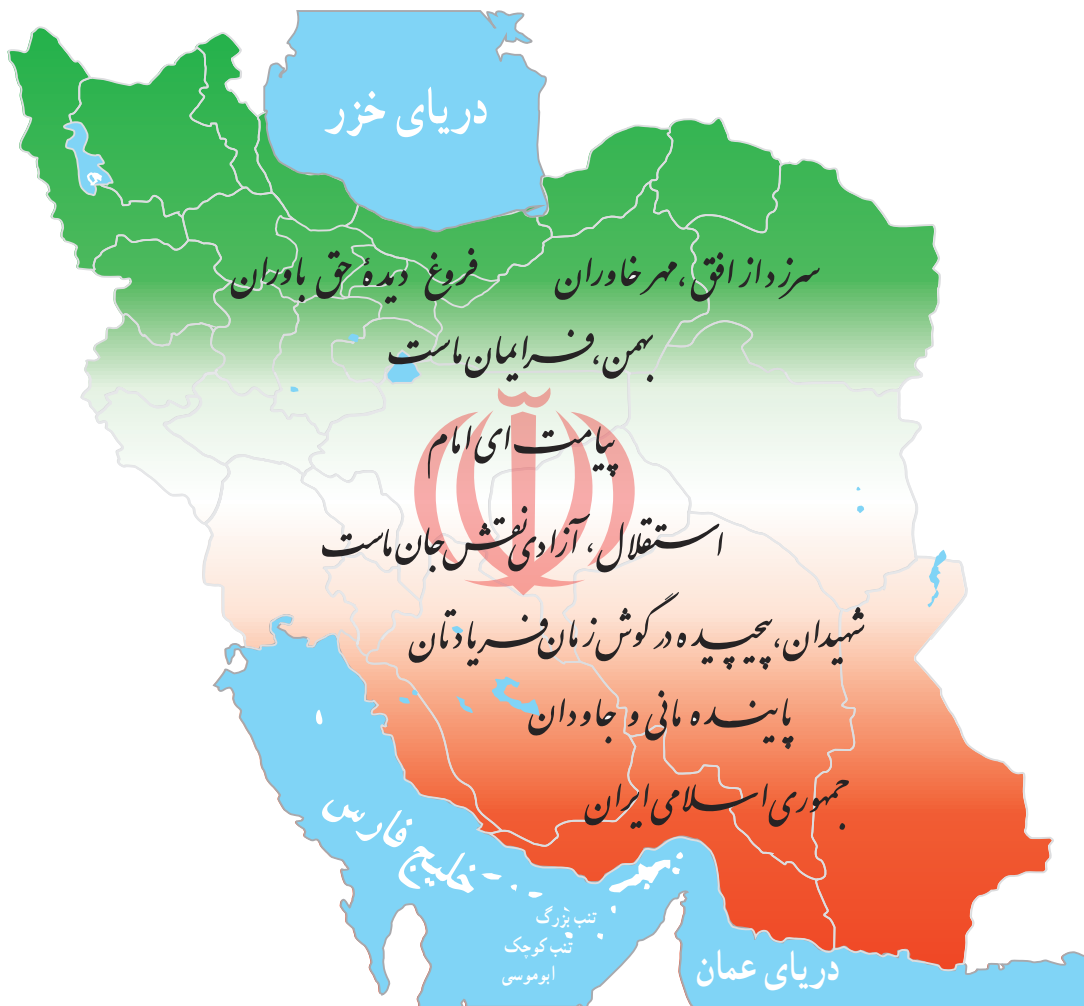 دریای خزر
سرزد از افق، مهر خاوران فروغ دیدهٔ حق باوران
بهمن، فر ایمان ماست
پیامت ای امام
استقلال، آزادی نقش جان ماست
شهیدان، پیچیده در گوش زمان فریادتان
پاینده مانی و جاودان
جمهوری اسلامی ایران
خلیج فارس
تنب بزرگ
تنب کوچک
ابوموسی
دریای عمان